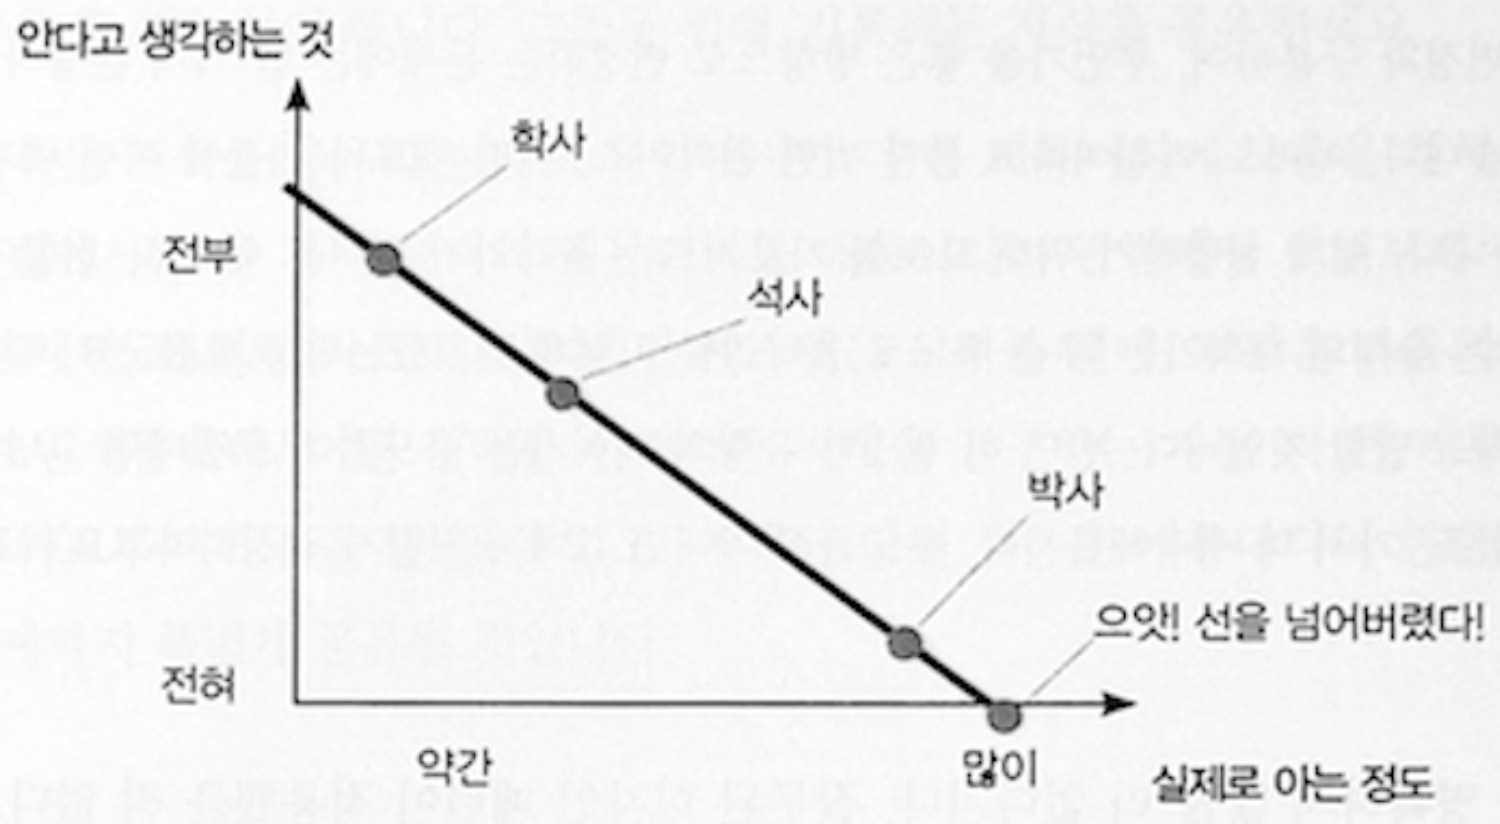 안다고 생각하는 것
학사
전부
석사
박사
으앗! 선을 넘어버렸다!
전혀
약간
많이
실제로 아는 정도